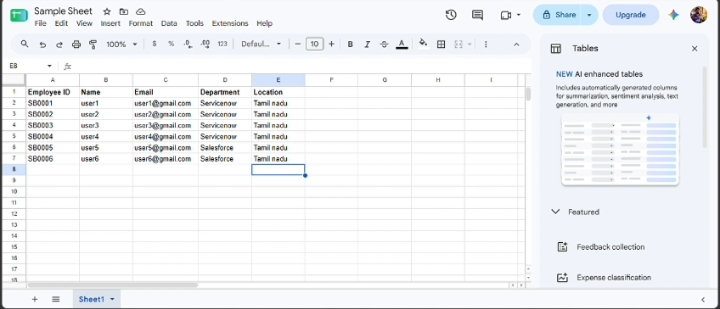 Sample Sheet
File Edit View Insert Format Data Tools Extensions Help
Share
Upgrade
100% $ % .0 .00 123 Defaul... 10 B I A
E8 fx
A B C D E F G H I
1 Employee ID Name Email Department Location
2 SB0001 user1 user1@gmail.com Servicenow Tamil nadu
3 SB0002 user2 user2@gmail.com Servicenow Tamil nadu
4 SB0003 user3 user3@gmail.com Servicenow Tamil nadu
5 SB0004 user4 user4@gmail.com Servicenow Tamil nadu
6 SB0005 user5 user5@gmail.com Salesforce Tamil nadu
7 SB0006 user6 user6@gmail.com Salesforce Tamil nadu
8
9
10
11
12
13
14
15
16
17
18
Sheet1
Tables
NEW AI enhanced tables
Includes automatically generated columns
for summarization, sentiment analysis, text
generation, and more
Featured
Feedback collection
Expense classification